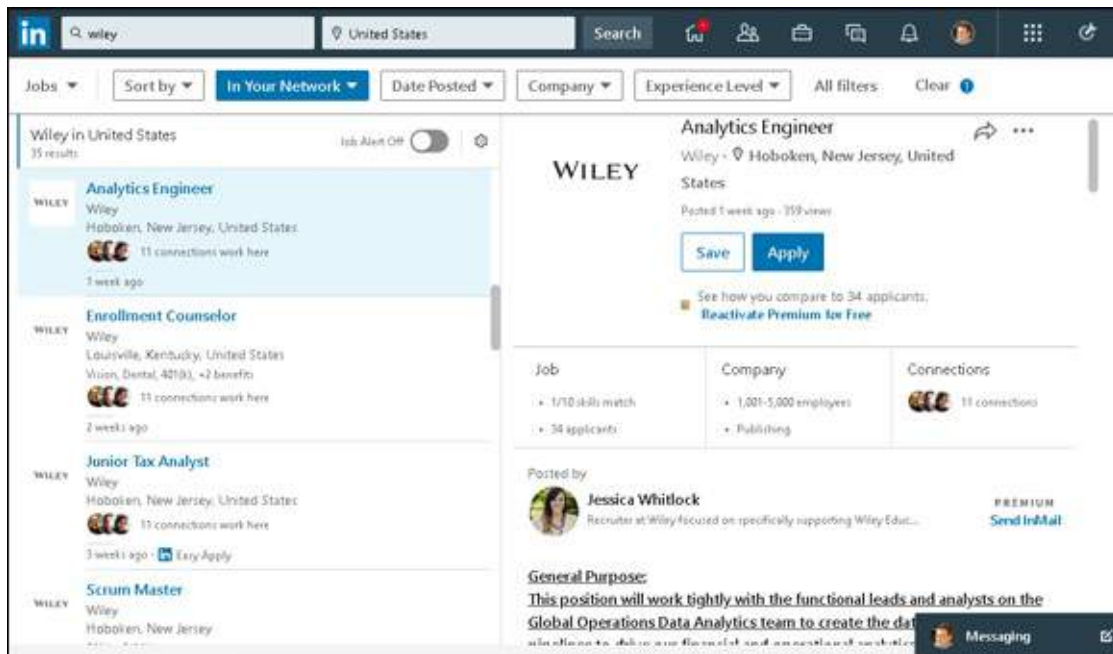 in
wiley
United States
Search
Jobs
Sort by
In Your Network
Date Posted
Company
Experience Level
All filters
Clear 1
Wiley in United States
35 results
Job Alert Off
WILEY
Analytics Engineer
Wiley
Hoboken, New Jersey, United States
11 connections work here
1 week ago
WILEY
Enrollment Counselor
Wiley
Louisville, Kentucky, United States
Vision, Dental, 401(k), +2 benefits
11 connections work here
2 weeks ago
WILEY
Junior Tax Analyst
Wiley
Hoboken, New Jersey, United States
11 connections work here
3 weeks ago · in Easy Apply
WILEY
Scrum Master
Wiley
Hoboken, New Jersey
WILEY
Analytics Engineer
Wiley · Hoboken, New Jersey, United
States
Posted 1 week ago · 359 views
Save
Apply
See how you compare to 34 applicants.
Reactivate Premium for Free
Job
• 1/10 skills match
• 34 applicants
Company
• 1,001-5,000 employees
• Publishing
Connections
11 connections
Posted by
Jessica Whitlock
Recruiter at Wiley focused on specifically supporting Wiley Educ...
PREMIUM
Send InMail
General Purpose:
This position will work tightly with the functional leads and analysts on the
Global Operations Data Analytics team to create the dat
Messaging